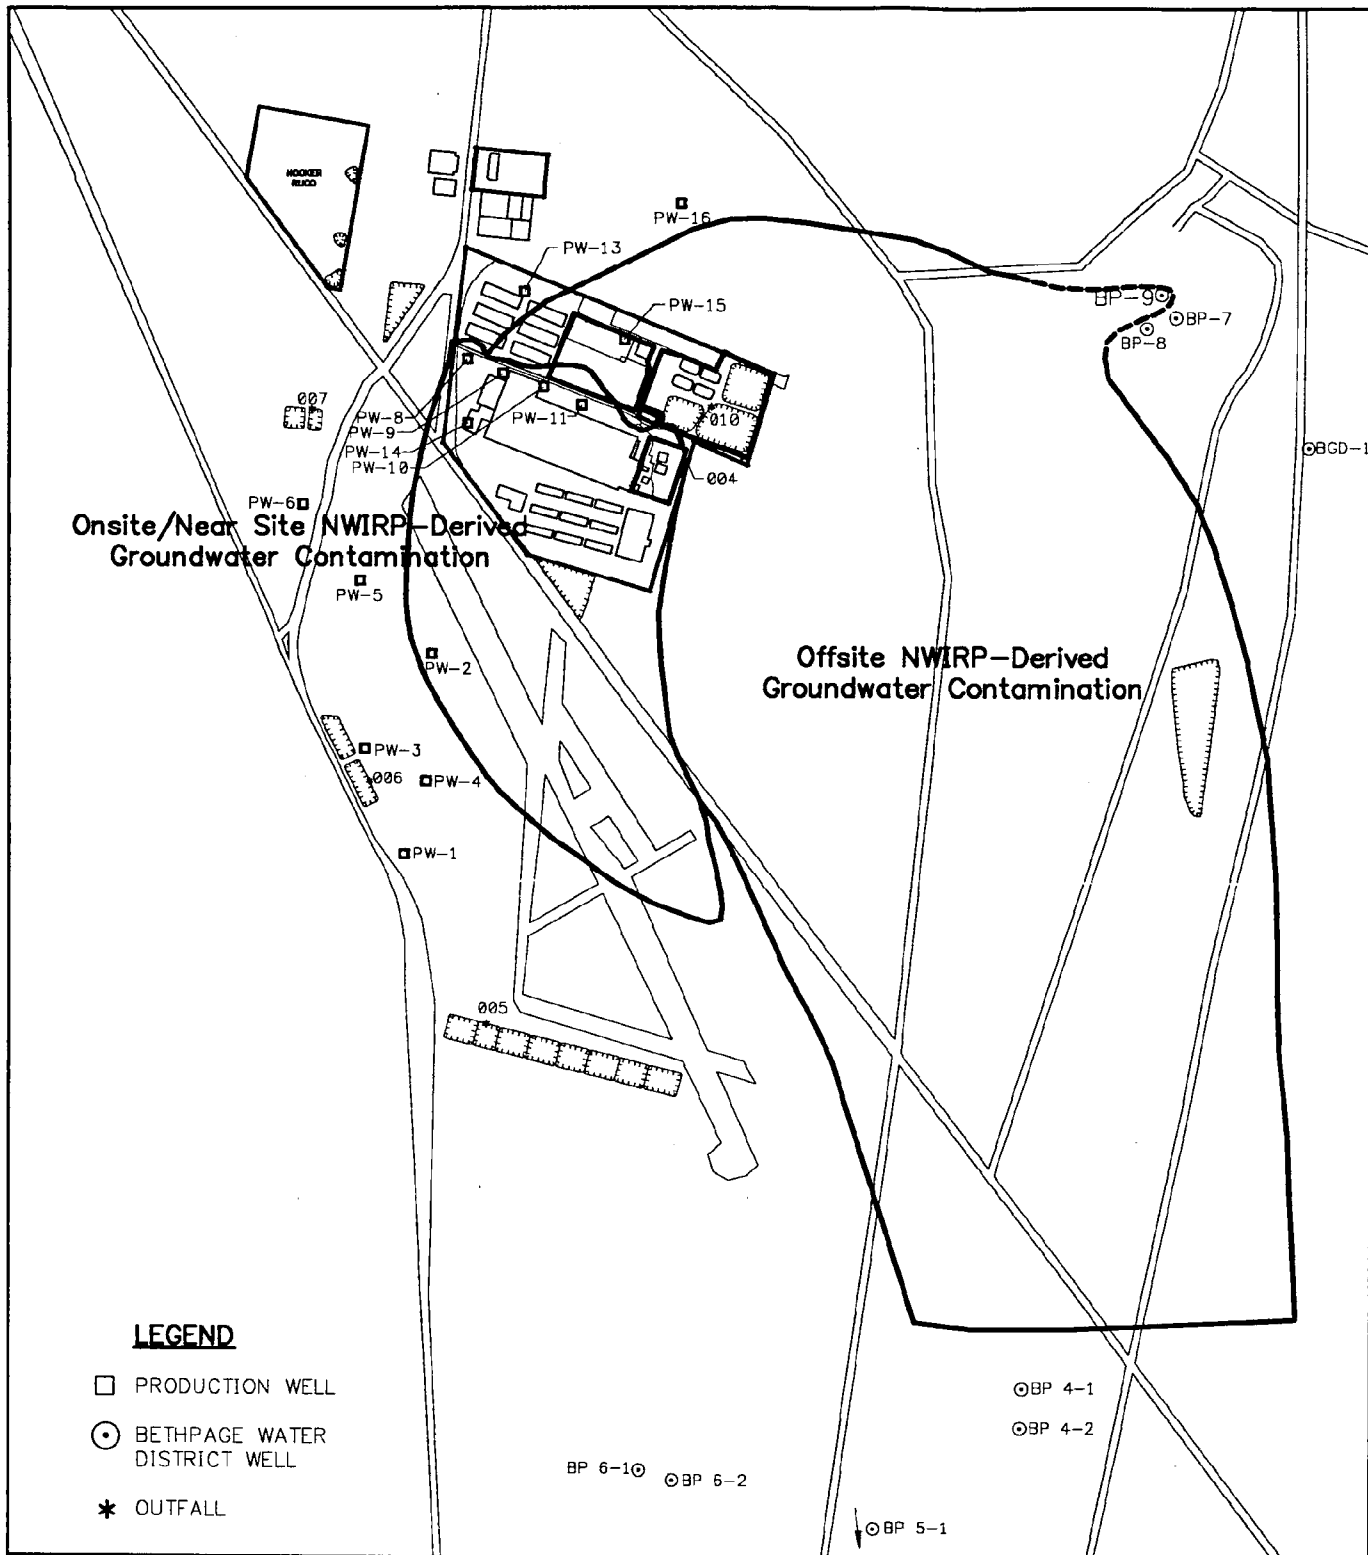 HOOKER
RUCO
PW-16
PW-13
PW-15
BP-9
BP-7
BP-8
007
PW-8
PW-9
PW-11
010
PW-14
PW-10
004
BGD-1
PW-6
Onsite/Near Site NWIRP-Derived
Groundwater Contamination
PW-5
PW-2
Offsite NWIRP-Derived
Groundwater Contamination
PW-3
006
PW-4
PW-1
005
LEGEND
PRODUCTION WELL
BETHPAGE WATER
DISTRICT WELL
OUTFALL
BP 4-1
BP 4-2
BP 6-1
BP 6-2
BP 5-1